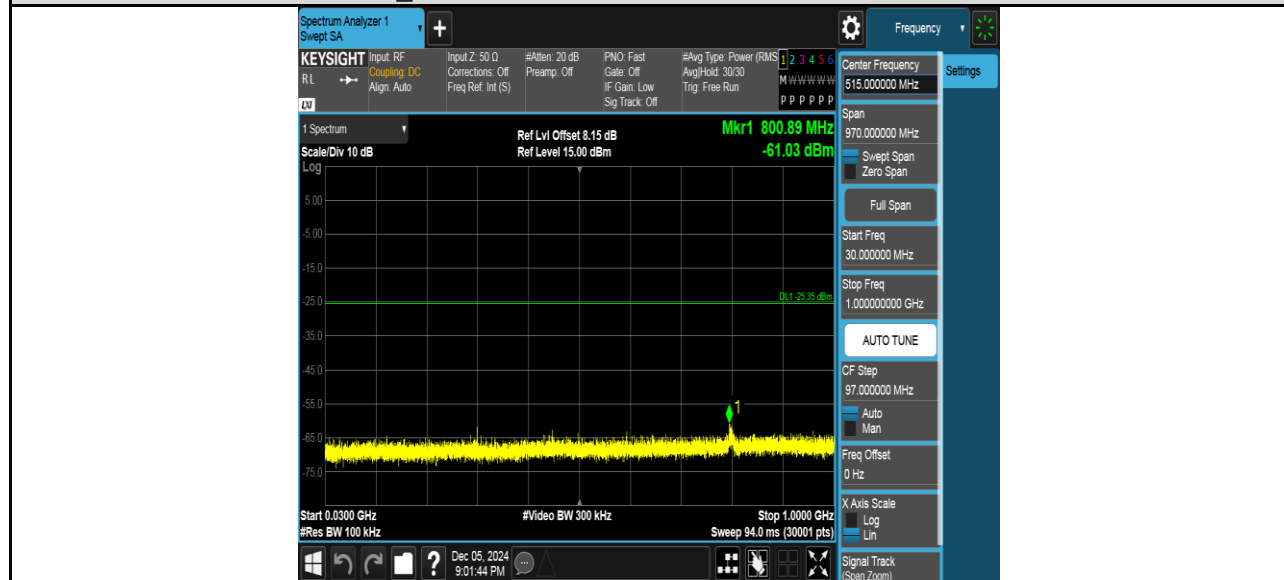 Spectrum Analyzer 1
Swept SA
+
Frequency
KEYSIGHT
RL
LXI
Input: RF
Coupling: DC
Align: Auto
Input Z: 50 Ω
Corrections: Off
Freq Ref: Int (S)
#Atten: 20 dB
Preamp: Off
PNO: Fast
Gate: Off
IF Gain: Low
Sig Track: Off
#Avg Type: Power (RMS
Avg|Hold: 30/30
Trig: Free Run
1 2 3 4 5 6
M W W W W W
P P P P P P
1 Spectrum
Scale/Div 10 dB
Log
Ref Lvl Offset 8.15 dB
Ref Level 15.00 dBm
Mkr1 800.89 MHz
-61.03 dBm
5.00
-5.00
-15.0
-25.0
DL1 -25.35 dBm
-35.0
-45.0
-55.0
1
-65.0
-75.0
Start 0.0300 GHz
#Video BW 300 kHz
Stop 1.0000 GHz
#Res BW 100 kHz
Sweep 94.0 ms (30001 pts)
?
Dec 05, 2024
9:01:44 PM
Center Frequency
515.000000 MHz
Settings
Span
970.000000 MHz
Swept Span
Zero Span
Full Span
Start Freq
30.000000 MHz
Stop Freq
1.000000000 GHz
AUTO TUNE
CF Step
97.000000 MHz
Auto
Man
Freq Offset
0 Hz
X Axis Scale
Log
Lin
Signal Track
(Span Zoom)